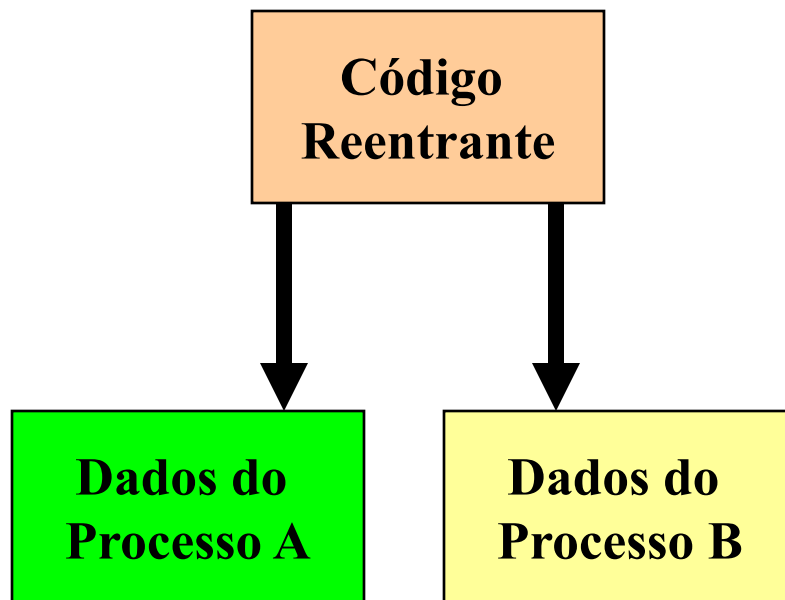 Código
Reentrante
Dados do
Processo A
Dados do
Processo B